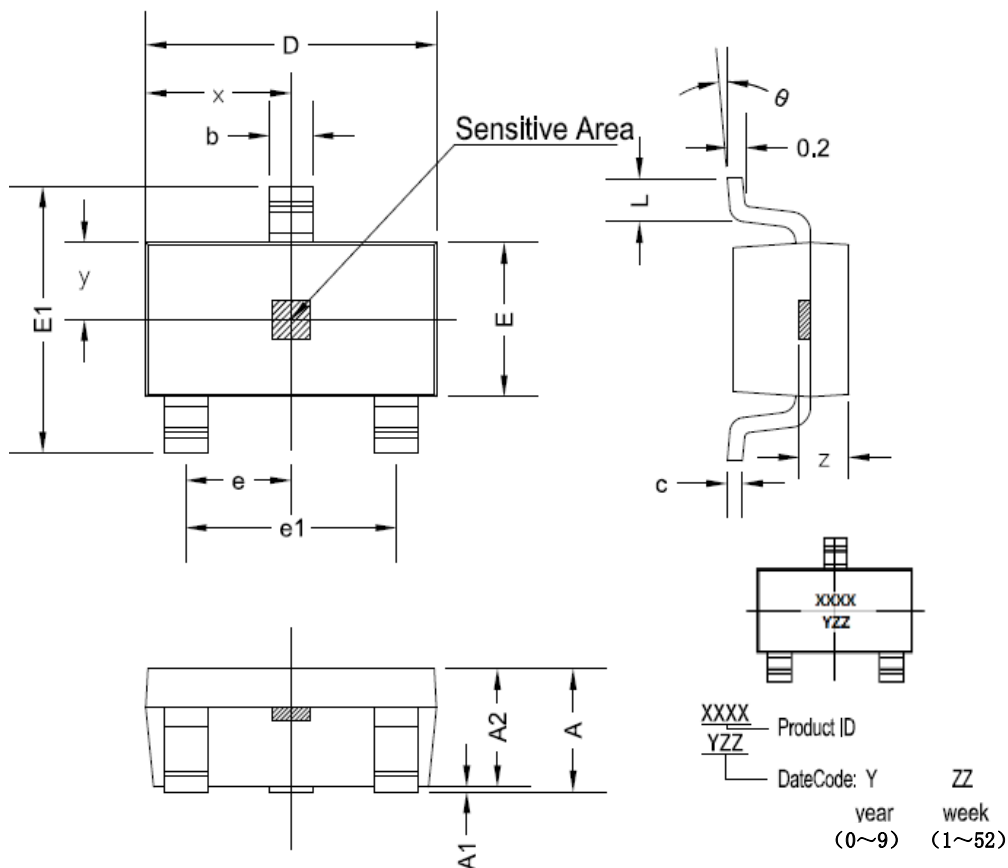 D
x
b
Sensitive Area
y
E1
E
e
e1
θ
0.2
L
c
z
XXXX
YZZ
A2
A
A1
XXXX
YZZ
Product ID
DateCode: Y ZZ
year week
(0~9) (1~52)